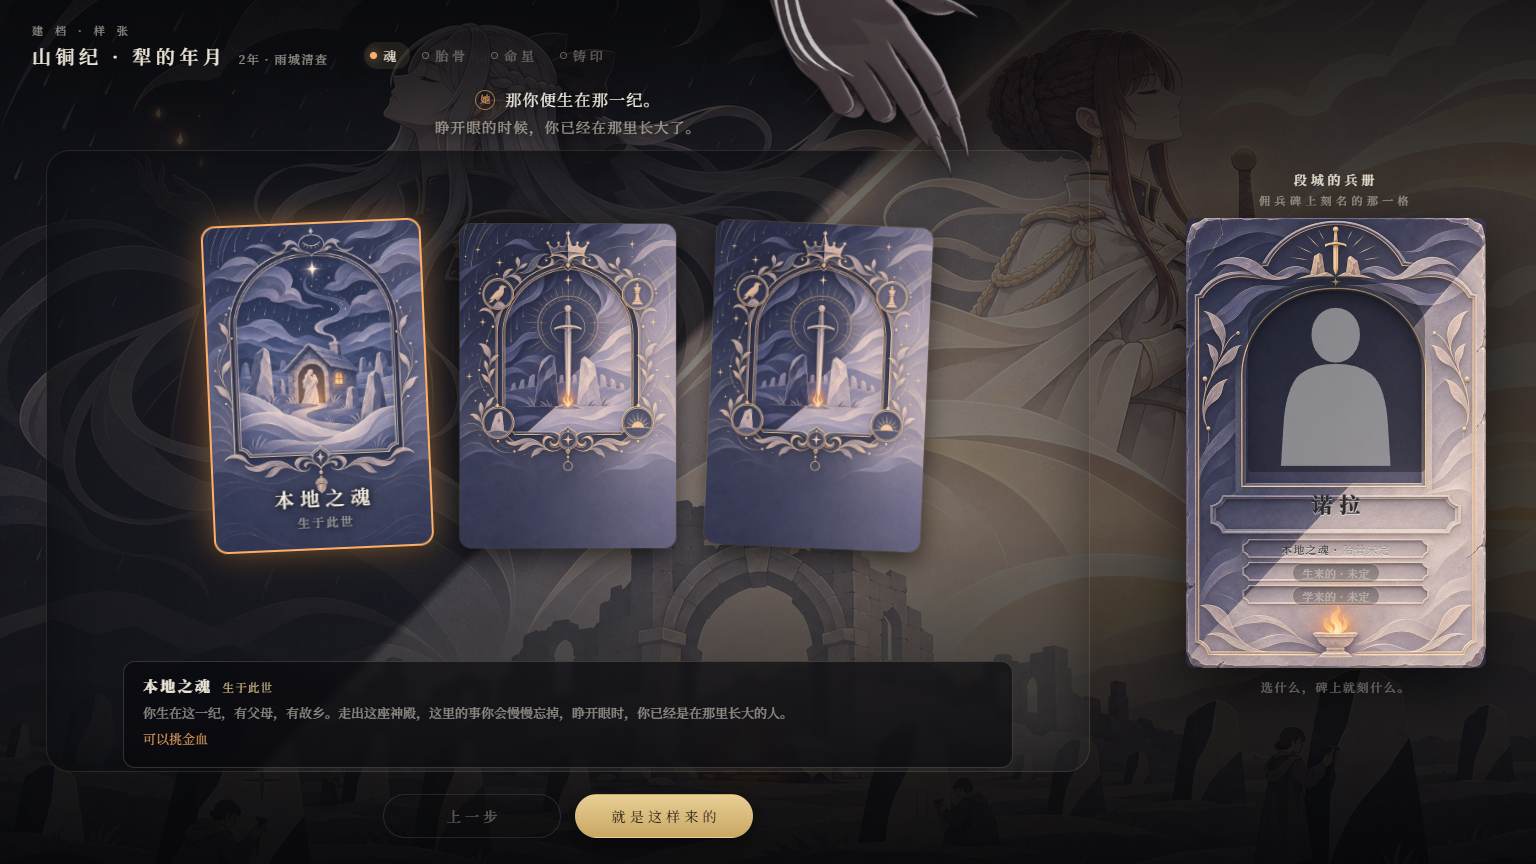 建档·样张
山铜纪·犁的年月 2年·雨城清查
魂 胎骨 命星 铸印
她 那你便生在那一纪。
睁开眼的时候，你已经在那里长大了。
本地之魂
生于此世
段城的兵册
佣兵碑上刻名的那一格
诺拉
本地之魂·胎骨未定
生来的·未定
学来的·未定
选什么，碑上就刻什么。
本地之魂 生于此世
你生在这一纪，有父母，有故乡。走出这座神殿，这里的事你会慢慢忘掉，睁开眼时，你已经是在那里长大的人。
可以挑金血
上一步
就是这样来的